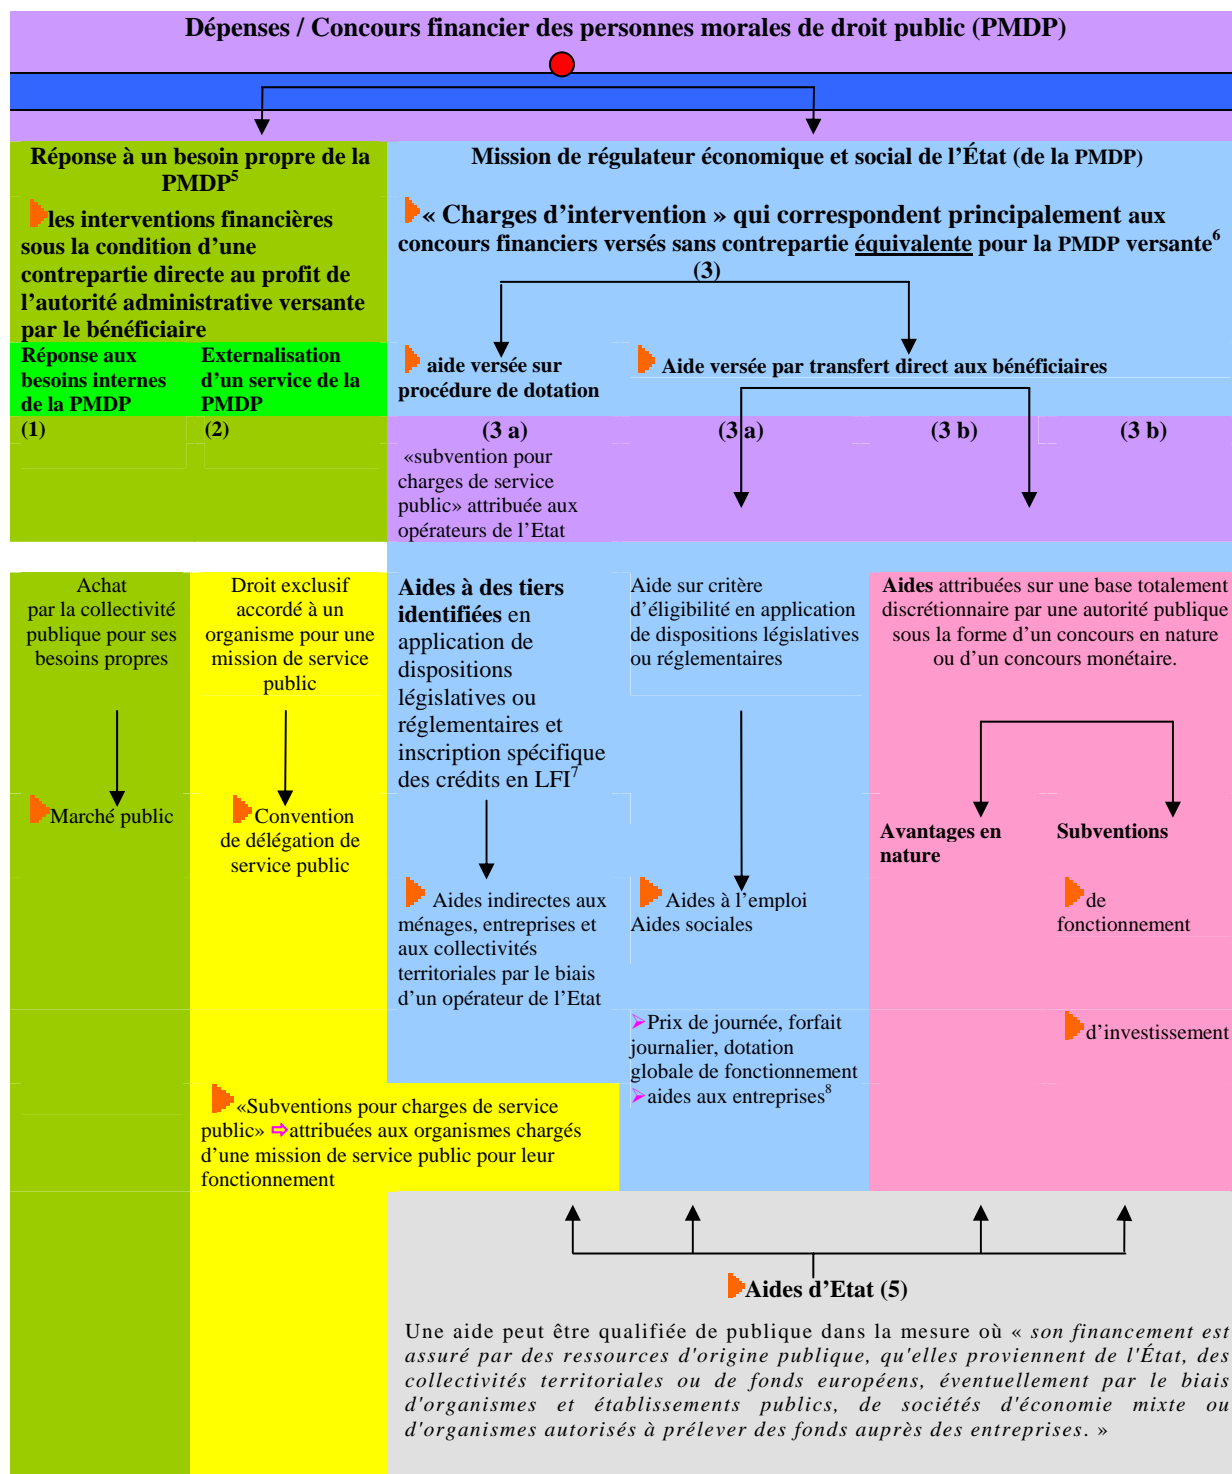 Dépenses / Concours financier des personnes morales de droit public (PMDP)
Réponse à un besoin propre de la
PMDP5
les interventions financières
sous la condition d’une
contrepartie directe au profit de
l’autorité administrative versante
par le bénéficiaire
Mission de régulateur économique et social de l’État (de la PMDP)
« Charges d’intervention » qui correspondent principalement aux
concours financiers versés sans contrepartie équivalente pour la PMDP versante6
(3)
Réponse aux
besoins internes
de la PMDP
Externalisation
d’un service de la
PMDP
aide versée sur
procédure de dotation
Aide versée par transfert direct aux bénéficiaires
(1)
(2)
(3 a)
(3 a)
(3 b)
(3 b)
«subvention pour
charges de service
public» attribuée aux
opérateurs de l’Etat
Achat
par la collectivité
publique pour ses
besoins propres
Droit exclusif
accordé à un
organisme pour une
mission de service
public
Aides à des tiers
identifiées en
application de
dispositions
législatives ou
réglementaires et
inscription spécifique
des crédits en LFI7
Aide sur critère
d’éligibilité en application
de dispositions législatives
ou réglementaires
Aides attribuées sur une base totalement
discrétionnaire par une autorité publique
sous la forme d’un concours en nature
ou d’un concours monétaire.
Marché public
Convention
de délégation de
service public
Avantages en
nature
Subventions
Aides indirectes aux
ménages, entreprises et
aux collectivités
territoriales par le biais
d’un opérateur de l’Etat
Aides à l’emploi
Aides sociales
de
fonctionnement
Prix de journée, forfait
journalier, dotation
globale de fonctionnement
aides aux entreprises8
d’investissement
«Subventions pour charges de service
public» ⇨attribuées aux organismes chargés
d’une mission de service public pour leur
fonctionnement
Aides d’Etat (5)
Une aide peut être qualifiée de publique dans la mesure où « son financement est
assuré par des ressources d'origine publique, qu'elles proviennent de l'État, des
collectivités territoriales ou de fonds européens, éventuellement par le biais
d'organismes et établissements publics, de sociétés d'économie mixte ou
d'organismes autorisés à prélever des fonds auprès des entreprises. »